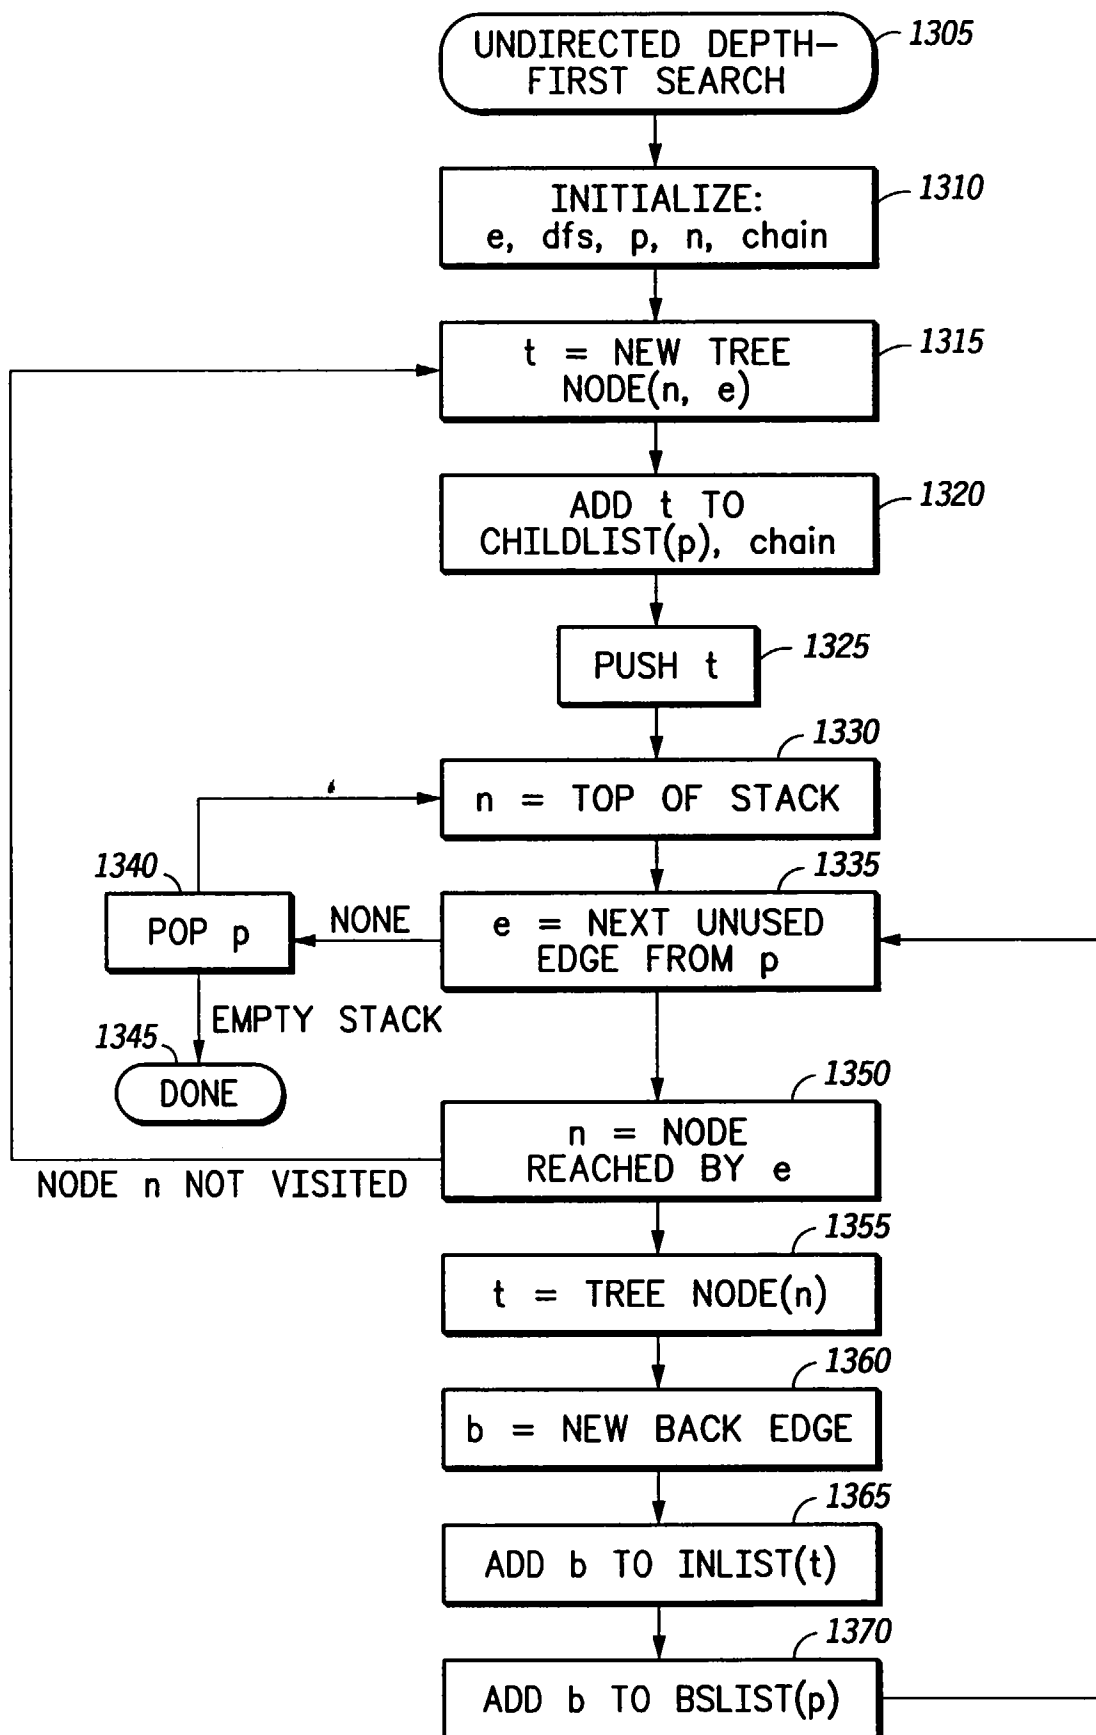 UNDIRECTED DEPTH-
FIRST SEARCH
1305
INITIALIZE:
e, dfs, p, n, chain
1310
t = NEW TREE
NODE(n, e)
1315
ADD t TO
CHILDLIST(p), chain
1320
PUSH t
1325
1330
n = TOP OF STACK
1340
POP p
NONE
1335
e = NEXT UNUSED
EDGE FROM p
EMPTY STACK
1345
DONE
1350
n = NODE
REACHED BY e
NODE n NOT VISITED
1355
t = TREE NODE(n)
1360
b = NEW BACK EDGE
1365
ADD b TO INLIST(t)
1370
ADD b TO BSLIST(p)